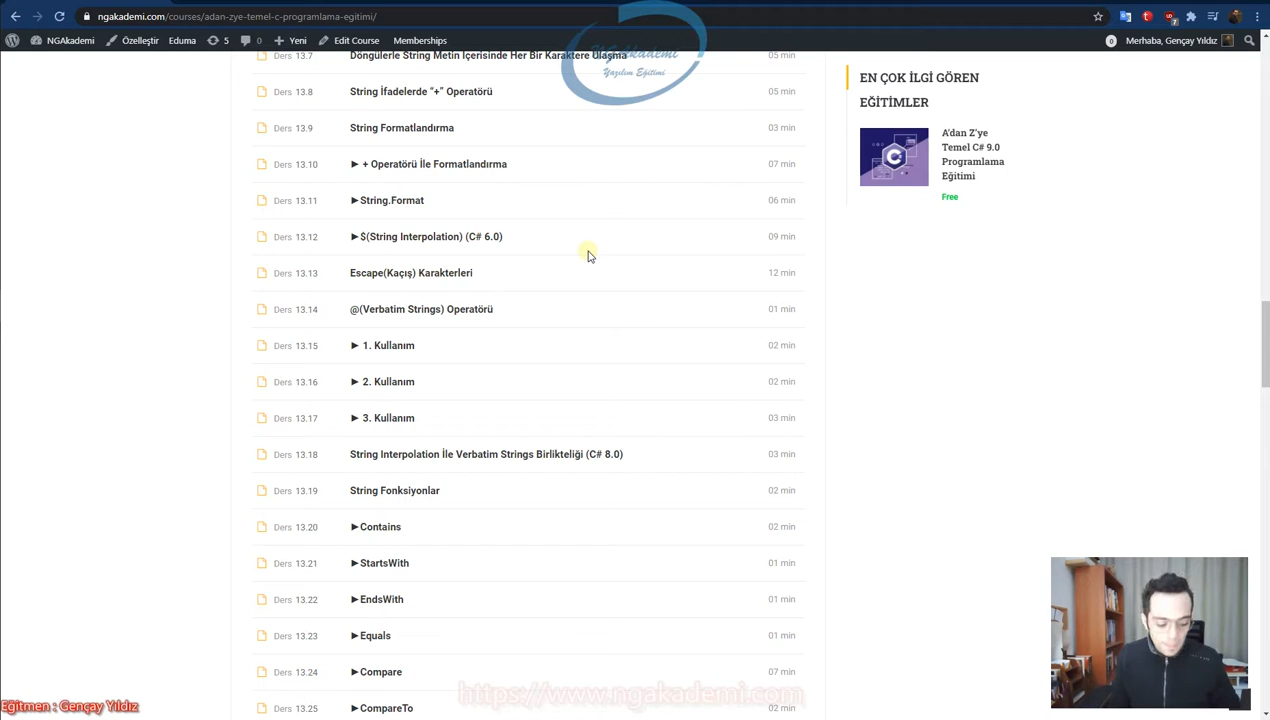 ngakademi.com/courses/adan-zye-temel-c-programlama-egitimi/
NGAkademi Özelleştir Eduma 5 0 Yeni Edit Course Memberships 0 Merhaba, Gençay Yıldız
NGAkademi
Yazılım Eğitimi
Ders 13.7 Döngülerle String Metin İçerisinde Her Bir Karaktere Ulaşma 05 min
Ders 13.8 String İfadelerde “+” Operatörü 05 min
Ders 13.9 String Formatlandırma 03 min
Ders 13.10 ► + Operatörü İle Formatlandırma 07 min
Ders 13.11 ►String.Format 06 min
Ders 13.12 ►$(String Interpolation) (C# 6.0) 09 min
Ders 13.13 Escape(Kaçış) Karakterleri 12 min
Ders 13.14 @(Verbatim Strings) Operatörü 01 min
Ders 13.15 ► 1. Kullanım 02 min
Ders 13.16 ► 2. Kullanım 02 min
Ders 13.17 ► 3. Kullanım 03 min
Ders 13.18 String Interpolation İle Verbatim Strings Birlikteliği (C# 8.0) 03 min
Ders 13.19 String Fonksiyonlar 02 min
Ders 13.20 ►Contains 02 min
Ders 13.21 ►StartsWith 01 min
Ders 13.22 ►EndsWith 01 min
Ders 13.23 ►Equals 01 min
Ders 13.24 ►Compare 07 min
Ders 13.25 ►CompareTo 02 min
EN ÇOK İLGİ GÖREN
EĞİTİMLER
A'dan Z'ye
Temel C# 9.0
Programlama
Eğitimi
Free
https://www.ngakademi.com
Eğitmen : Gençay Yıldız